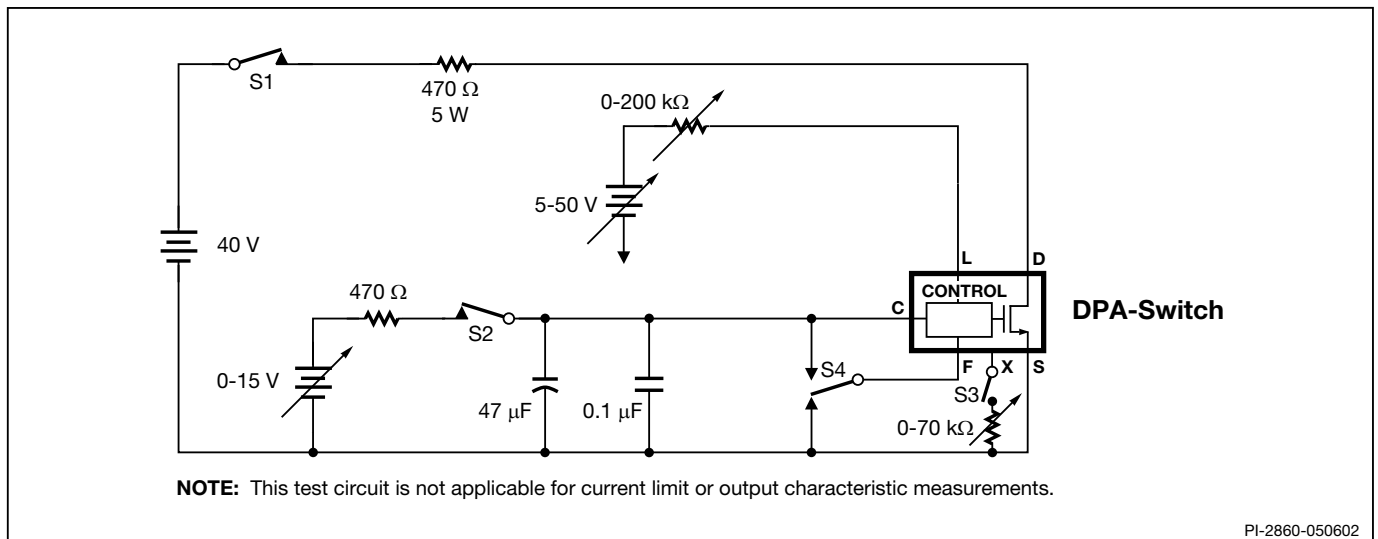 S1
470 Ω
5 W
0-200 kΩ
5-50 V
40 V
L
D
CONTROL
C
DPA-Switch
470 Ω
S2
F
X
S
S4
S3
0-15 V
47 μF
0.1 μF
0-70 kΩ
NOTE: This test circuit is not applicable for current limit or output characteristic measurements.
PI-2860-050602